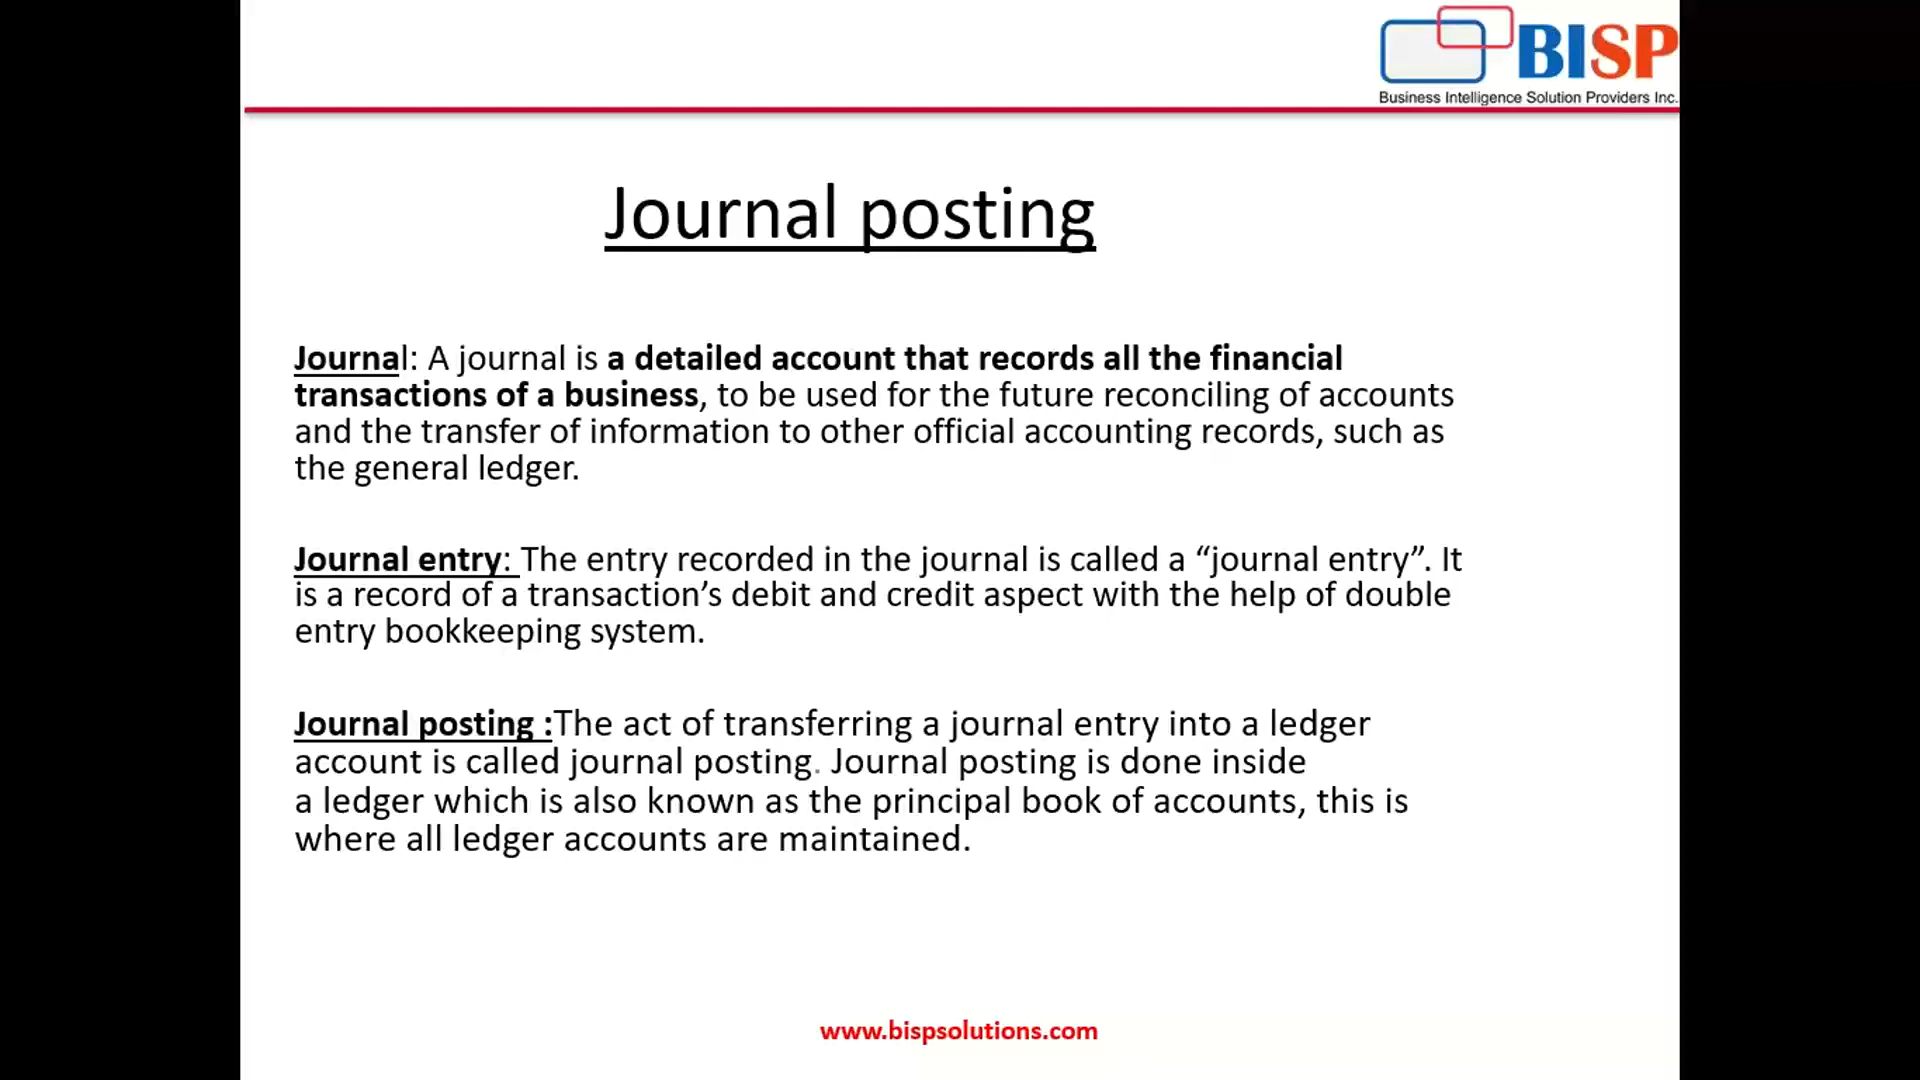 BISP
Business Intelligence Solution Providers Inc.
Journal posting
Journal: A journal is a detailed account that records all the financial
transactions of a business, to be used for the future reconciling of accounts
and the transfer of information to other official accounting records, such as
the general ledger.
Journal entry: The entry recorded in the journal is called a “journal entry”. It
is a record of a transaction’s debit and credit aspect with the help of double
entry bookkeeping system.
Journal posting :The act of transferring a journal entry into a ledger
account is called journal posting. Journal posting is done inside
a ledger which is also known as the principal book of accounts, this is
where all ledger accounts are maintained.
www.bispsolutions.com